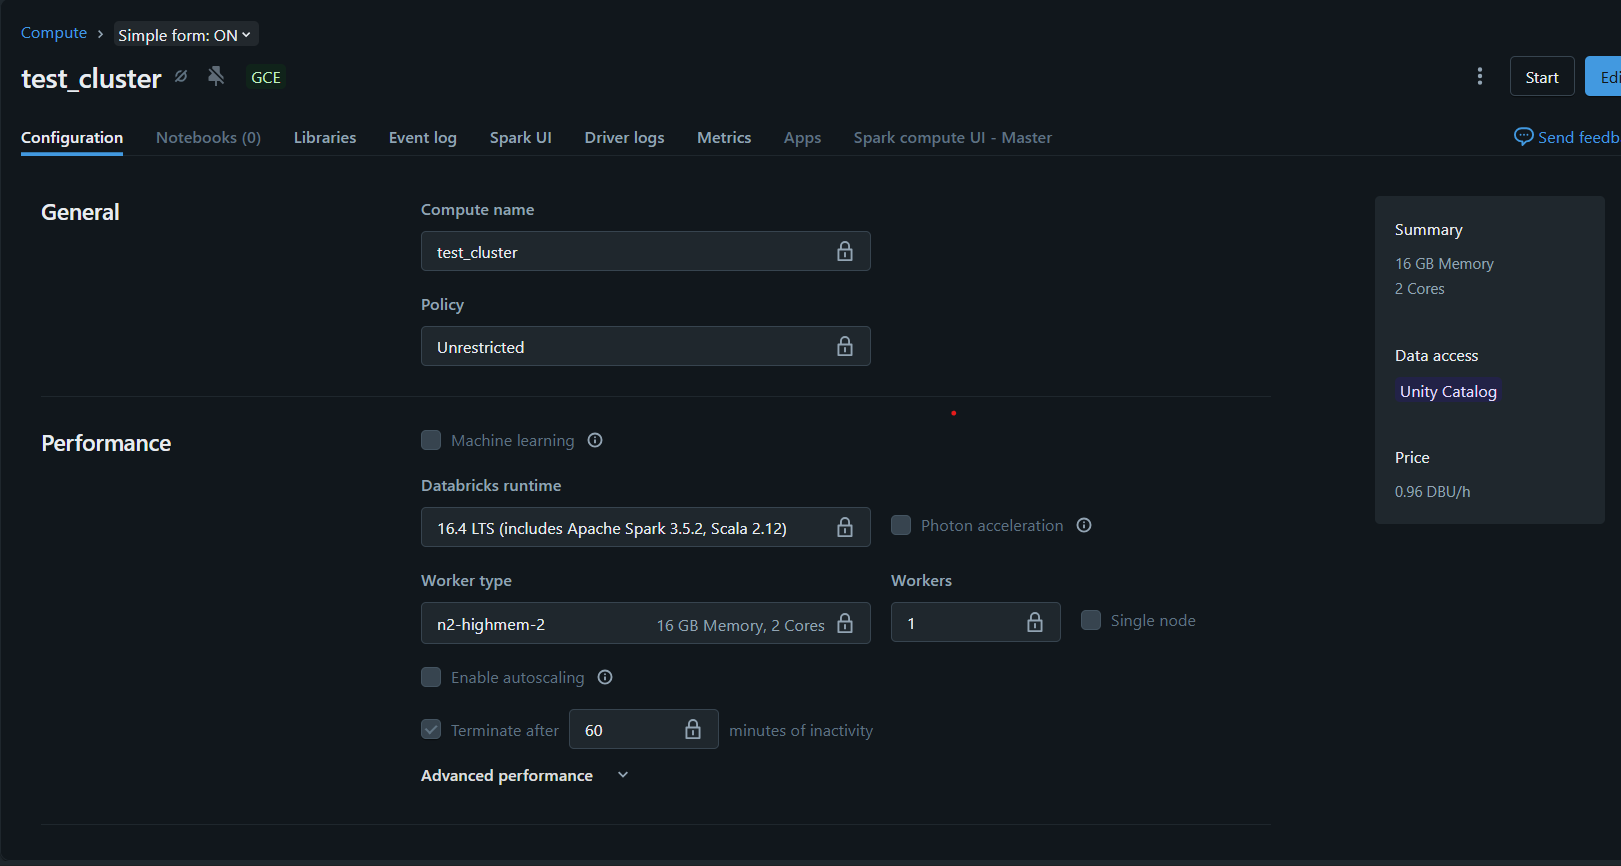 Compute › Simple form: ON
test_cluster GCE
Start Edi
Configuration Notebooks (0) Libraries Event log Spark UI Driver logs Metrics Apps Spark compute UI - Master Send feedb
General
Compute name
test_cluster
Policy
Unrestricted
Performance
Machine learning
Databricks runtime
16.4 LTS (includes Apache Spark 3.5.2, Scala 2.12) Photon acceleration
Worker type Workers
n2-highmem-2 16 GB Memory, 2 Cores 1 Single node
Enable autoscaling
Terminate after 60 minutes of inactivity
Advanced performance
Summary
16 GB Memory
2 Cores
Data access
Unity Catalog
Price
0.96 DBU/h